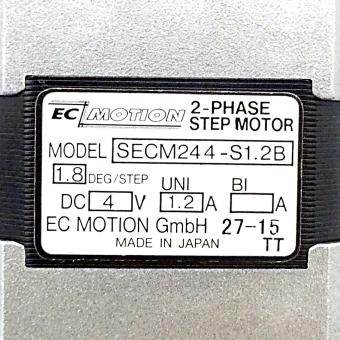 EC MOTION 2-PHASE
STEP MOTOR
MODEL SECM244-S1.2B
1.8 DEG/STEP UNI BI
DC 4 V 1.2 A A
EC MOTION GmbH 27-15
MADE IN JAPAN TT